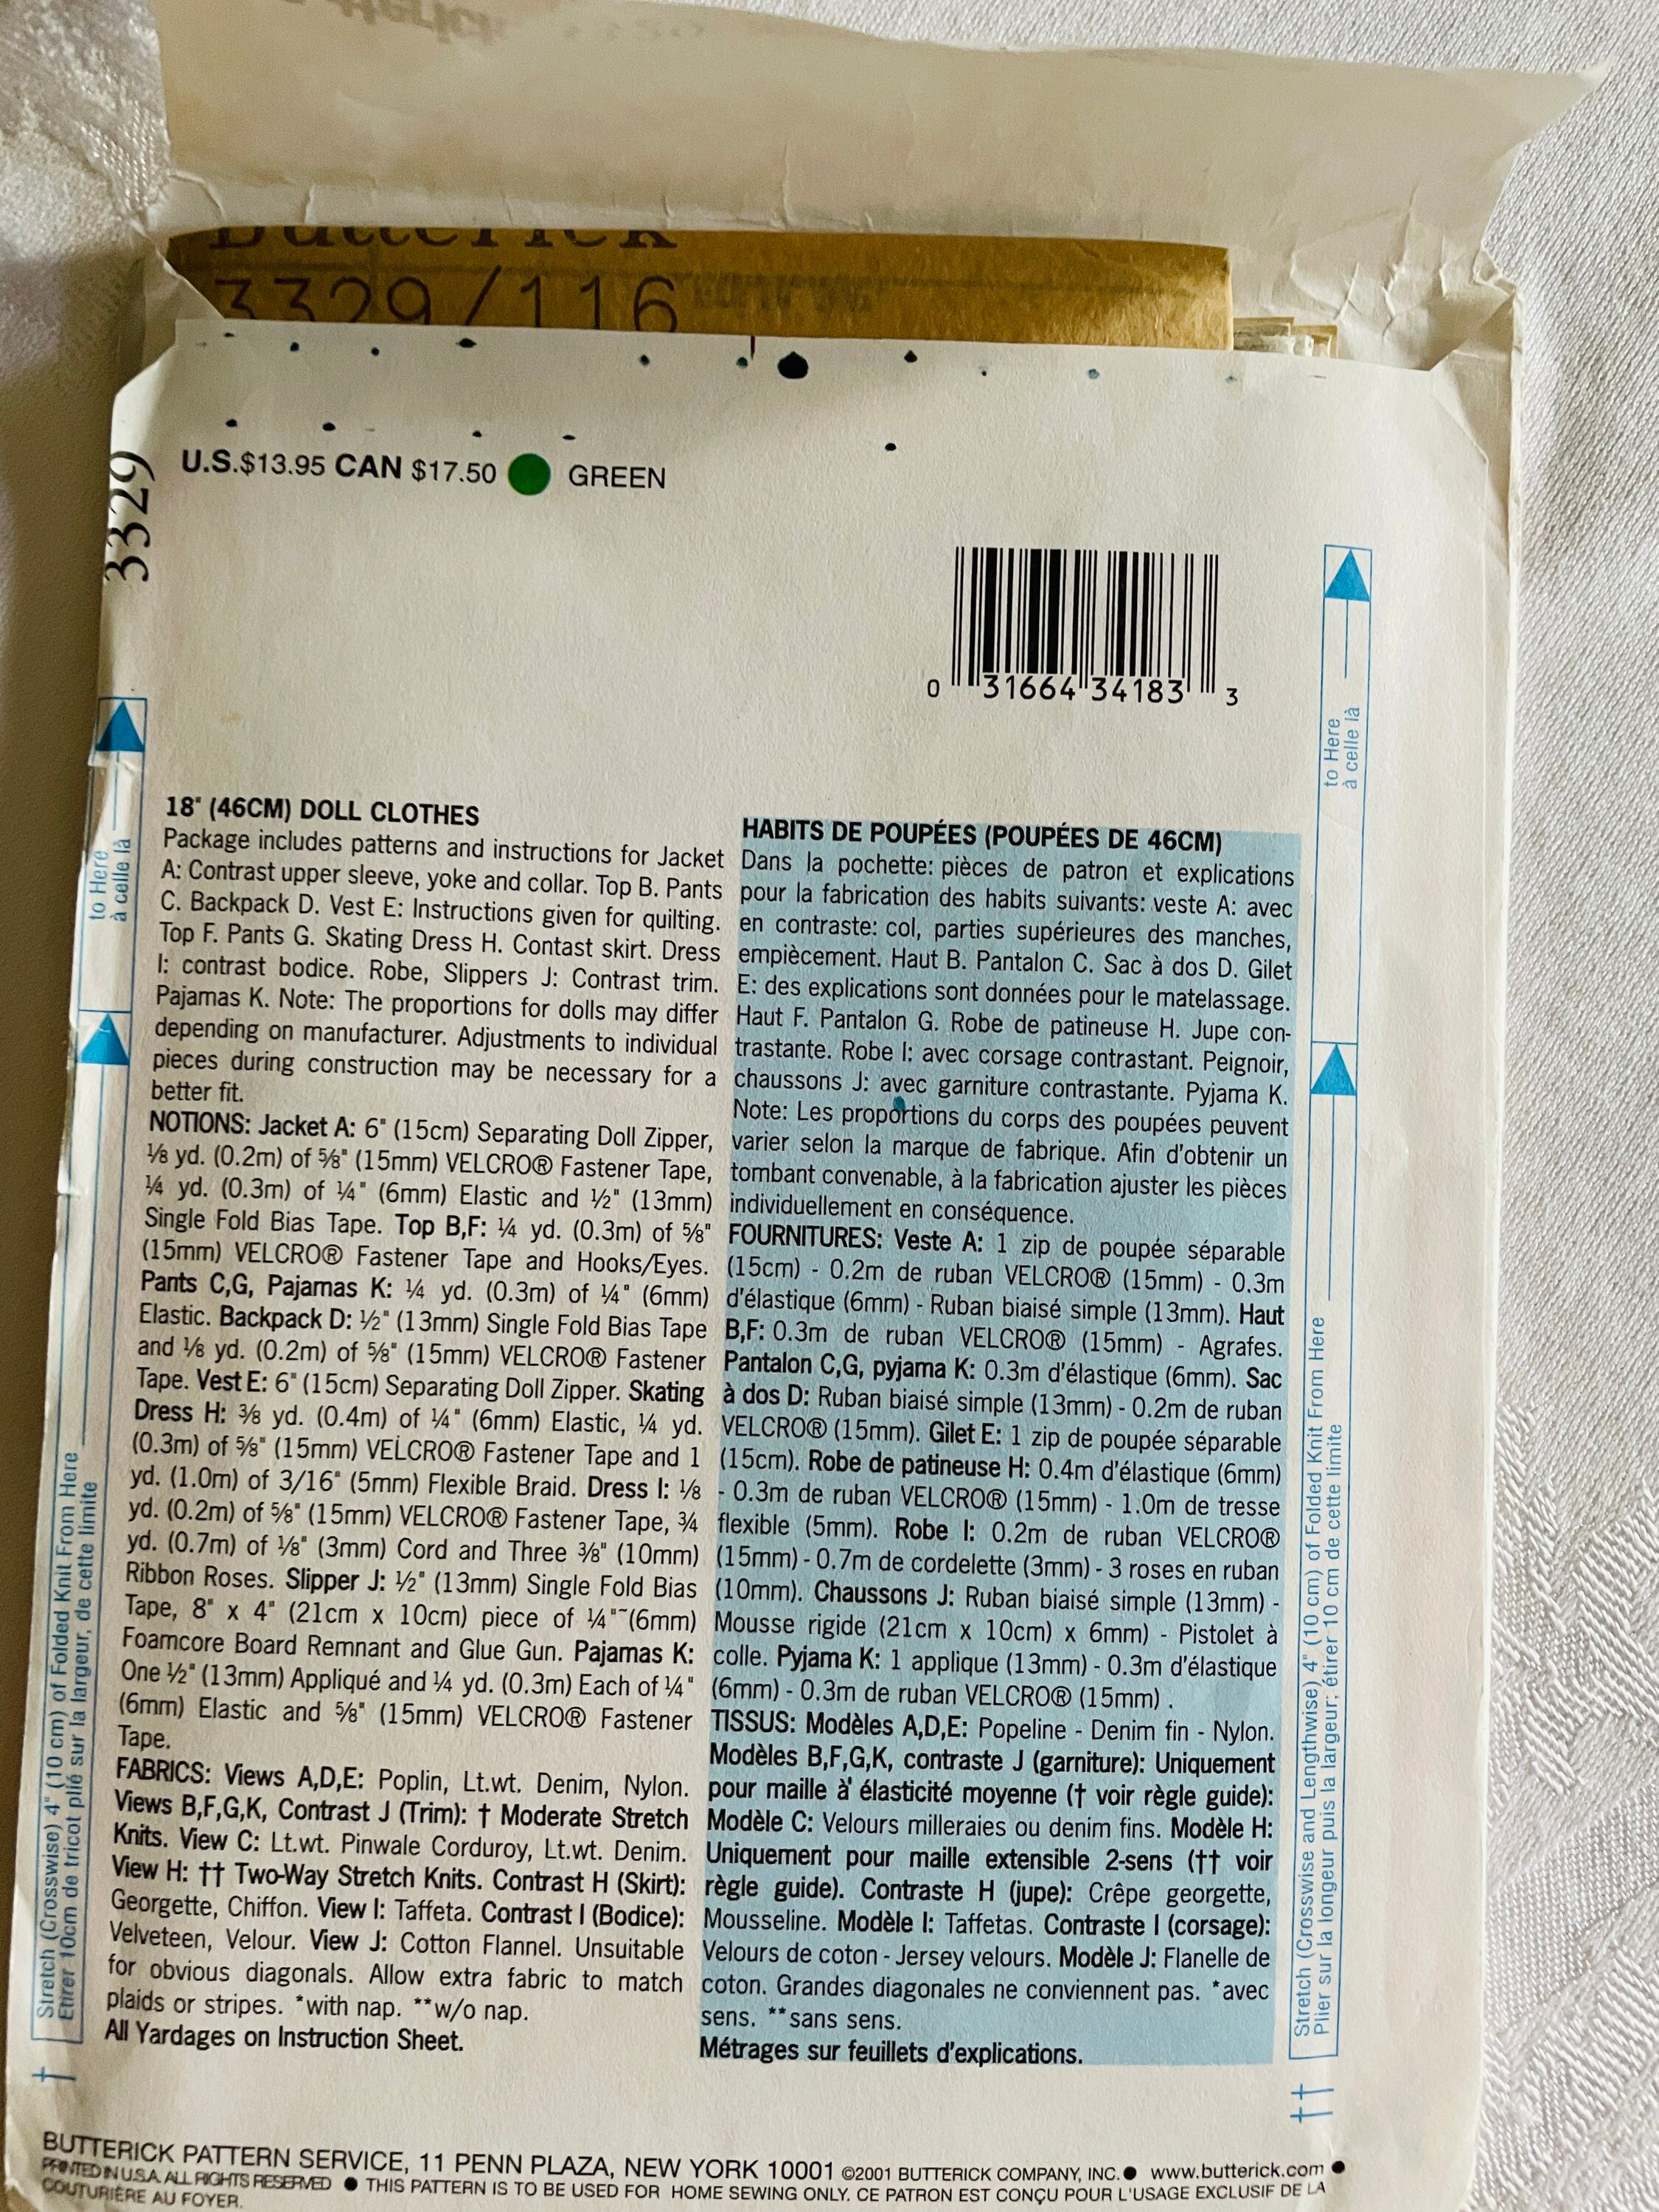 Butterick
3329/116
3329
U.S.$13.95 CAN $17.50 GREEN
0 31664 34183 3
18" (46CM) DOLL CLOTHES
Package includes patterns and instructions for Jacket
A: Contrast upper sleeve, yoke and collar. Top B. Pants
C. Backpack D. Vest E: Instructions given for quilting.
Top F. Pants G. Skating Dress H. Contast skirt. Dress
I: contrast bodice. Robe, Slippers J: Contrast trim.
Pajamas K. Note: The proportions for dolls may differ
depending on manufacturer. Adjustments to individual
pieces during construction may be necessary for a
better fit.
NOTIONS: Jacket A: 6" (15cm) Separating Doll Zipper,
⅛ yd. (0.2m) of ⅝" (15mm) VELCRO® Fastener Tape,
¼ yd. (0.3m) of ¼" (6mm) Elastic and ½" (13mm)
Single Fold Bias Tape. Top B,F: ¼ yd. (0.3m) of ⅝"
(15mm) VELCRO® Fastener Tape and Hooks/Eyes.
Pants C,G, Pajamas K: ¼ yd. (0.3m) of ¼" (6mm)
Elastic. Backpack D: ½" (13mm) Single Fold Bias Tape
and ⅛ yd. (0.2m) of ⅝" (15mm) VELCRO® Fastener
Tape. Vest E: 6" (15cm) Separating Doll Zipper. Skating
Dress H: ⅜ yd. (0.4m) of ¼" (6mm) Elastic, ¼ yd.
(0.3m) of ⅝" (15mm) VELCRO® Fastener Tape and 1
yd. (1.0m) of 3/16" (5mm) Flexible Braid. Dress I: ⅛
yd. (0.2m) of ⅝" (15mm) VELCRO® Fastener Tape, ¾
yd. (0.7m) of ⅛" (3mm) Cord and Three ⅜" (10mm)
Ribbon Roses. Slipper J: ½" (13mm) Single Fold Bias
Tape, 8" x 4" (21cm x 10cm) piece of ¼" (6mm)
Foamcore Board Remnant and Glue Gun. Pajamas K:
One ½" (13mm) Appliqué and ¼ yd. (0.3m) Each of ¼"
(6mm) Elastic and ⅝" (15mm) VELCRO® Fastener
Tape.
FABRICS: Views A,D,E: Poplin, Lt.wt. Denim, Nylon.
Views B,F,G,K, Contrast J (Trim): † Moderate Stretch
Knits. View C: Lt.wt. Pinwale Corduroy, Lt.wt. Denim.
View H: †† Two-Way Stretch Knits. Contrast H (Skirt):
Georgette, Chiffon. View I: Taffeta. Contrast I (Bodice):
Velveteen, Velour. View J: Cotton Flannel. Unsuitable
for obvious diagonals. Allow extra fabric to match
plaids or stripes. *with nap. **w/o nap.
All Yardages on Instruction Sheet.
HABITS DE POUPÉES (POUPÉES DE 46CM)
Dans la pochette: pièces de patron et explications
pour la fabrication des habits suivants: veste A: avec
en contraste: col, parties supérieures des manches,
empiècement. Haut B. Pantalon C. Sac à dos D. Gilet
E: des explications sont données pour le matelassage.
Haut F. Pantalon G. Robe de patineuse H. Jupe con-
trastante. Robe I: avec corsage contrastant. Peignoir,
chaussons J: avec garniture contrastante. Pyjama K.
Note: Les proportions du corps des poupées peuvent
varier selon la marque de fabrique. Afin d'obtenir un
tombant convenable, à la fabrication ajuster les pièces
individuellement en conséquence.
FOURNITURES: Veste A: 1 zip de poupée séparable
(15cm) - 0.2m de ruban VELCRO® (15mm) - 0.3m
d'élastique (6mm) - Ruban biaisé simple (13mm). Haut
B,F: 0.3m de ruban VELCRO® (15mm) - Agrafes.
Pantalon C,G, pyjama K: 0.3m d'élastique (6mm). Sac
à dos D: Ruban biaisé simple (13mm) - 0.2m de ruban
VELCRO® (15mm). Gilet E: 1 zip de poupée séparable
(15cm). Robe de patineuse H: 0.4m d'élastique (6mm)
- 0.3m de ruban VELCRO® (15mm) - 1.0m de tresse
flexible (5mm). Robe I: 0.2m de ruban VELCRO®
(15mm) - 0.7m de cordelette (3mm) - 3 roses en ruban
(10mm). Chaussons J: Ruban biaisé simple (13mm) -
Mousse rigide (21cm x 10cm) x 6mm) - Pistolet à
colle. Pyjama K: 1 applique (13mm) - 0.3m d'élastique
(6mm) - 0.3m de ruban VELCRO® (15mm) .
TISSUS: Modèles A,D,E: Popeline - Denim fin - Nylon.
Modèles B,F,G,K, contraste J (garniture): Uniquement
pour maille à élasticité moyenne († voir règle guide):
Modèle C: Velours milleraies ou denim fins. Modèle H:
Uniquement pour maille extensible 2-sens (†† voir
règle guide). Contraste H (jupe): Crêpe georgette,
Mousseline. Modèle I: Taffetas. Contraste I (corsage):
Velours de coton - Jersey velours. Modèle J: Flanelle de
coton. Grandes diagonales ne conviennent pas. *avec
sens. **sans sens.
Métrages sur feuillets d'explications.
to Here
à celle là
Stretch (Crosswise) 4" (10 cm) of Folded Knit From Here
Etirer 10cm de tricot plié sur la largeur, de cette limite
†
to Here
à celle là
Stretch (Crosswise and Lengthwise) 4" (10 cm) of Folded Knit From Here
Plier sur la longeur puis la largeur; étirer 10 cm de cette limite
††
BUTTERICK PATTERN SERVICE, 11 PENN PLAZA, NEW YORK 10001 ©2001 BUTTERICK COMPANY, INC.● www.butterick.com ●
PRINTED IN U.S.A. ALL RIGHTS RESERVED ● THIS PATTERN IS TO BE USED FOR HOME SEWING ONLY. CE PATRON EST CONÇU POUR L'USAGE EXCLUSIF DE LA
COUTURIÈRE AU FOYER.